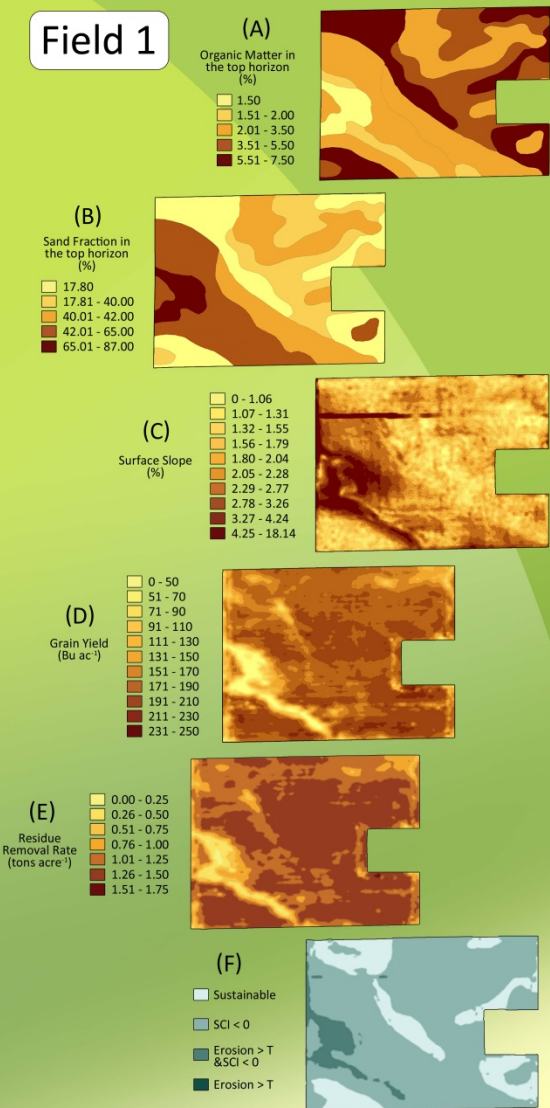 Field 1
(A)
Organic Matter in
the top horizon
(%)
1.50
1.51 - 2.00
2.01 - 3.50
3.51 - 5.50
5.51 - 7.50
(B)
Sand Fraction in
the top horizon
(%)
17.80
17.81 - 40.00
40.01 - 42.00
42.01 - 65.00
65.01 - 87.00
(C)
Surface Slope
(%)
0 - 1.06
1.07 - 1.31
1.32 - 1.55
1.56 - 1.79
1.80 - 2.04
2.05 - 2.28
2.29 - 2.77
2.78 - 3.26
3.27 - 4.24
4.25 - 18.14
(D)
Grain Yield
(Bu ac⁻¹)
0 - 50
51 - 70
71 - 90
91 - 110
111 - 130
131 - 150
151 - 170
171 - 190
191 - 210
211 - 230
231 - 250
(E)
Residue
Removal Rate
(tons acre⁻¹)
0.00 - 0.25
0.26 - 0.50
0.51 - 0.75
0.76 - 1.00
1.01 - 1.25
1.26 - 1.50
1.51 - 1.75
(F)
Sustainable
SCI < 0
Erosion > T
&SCI < 0
Erosion > T